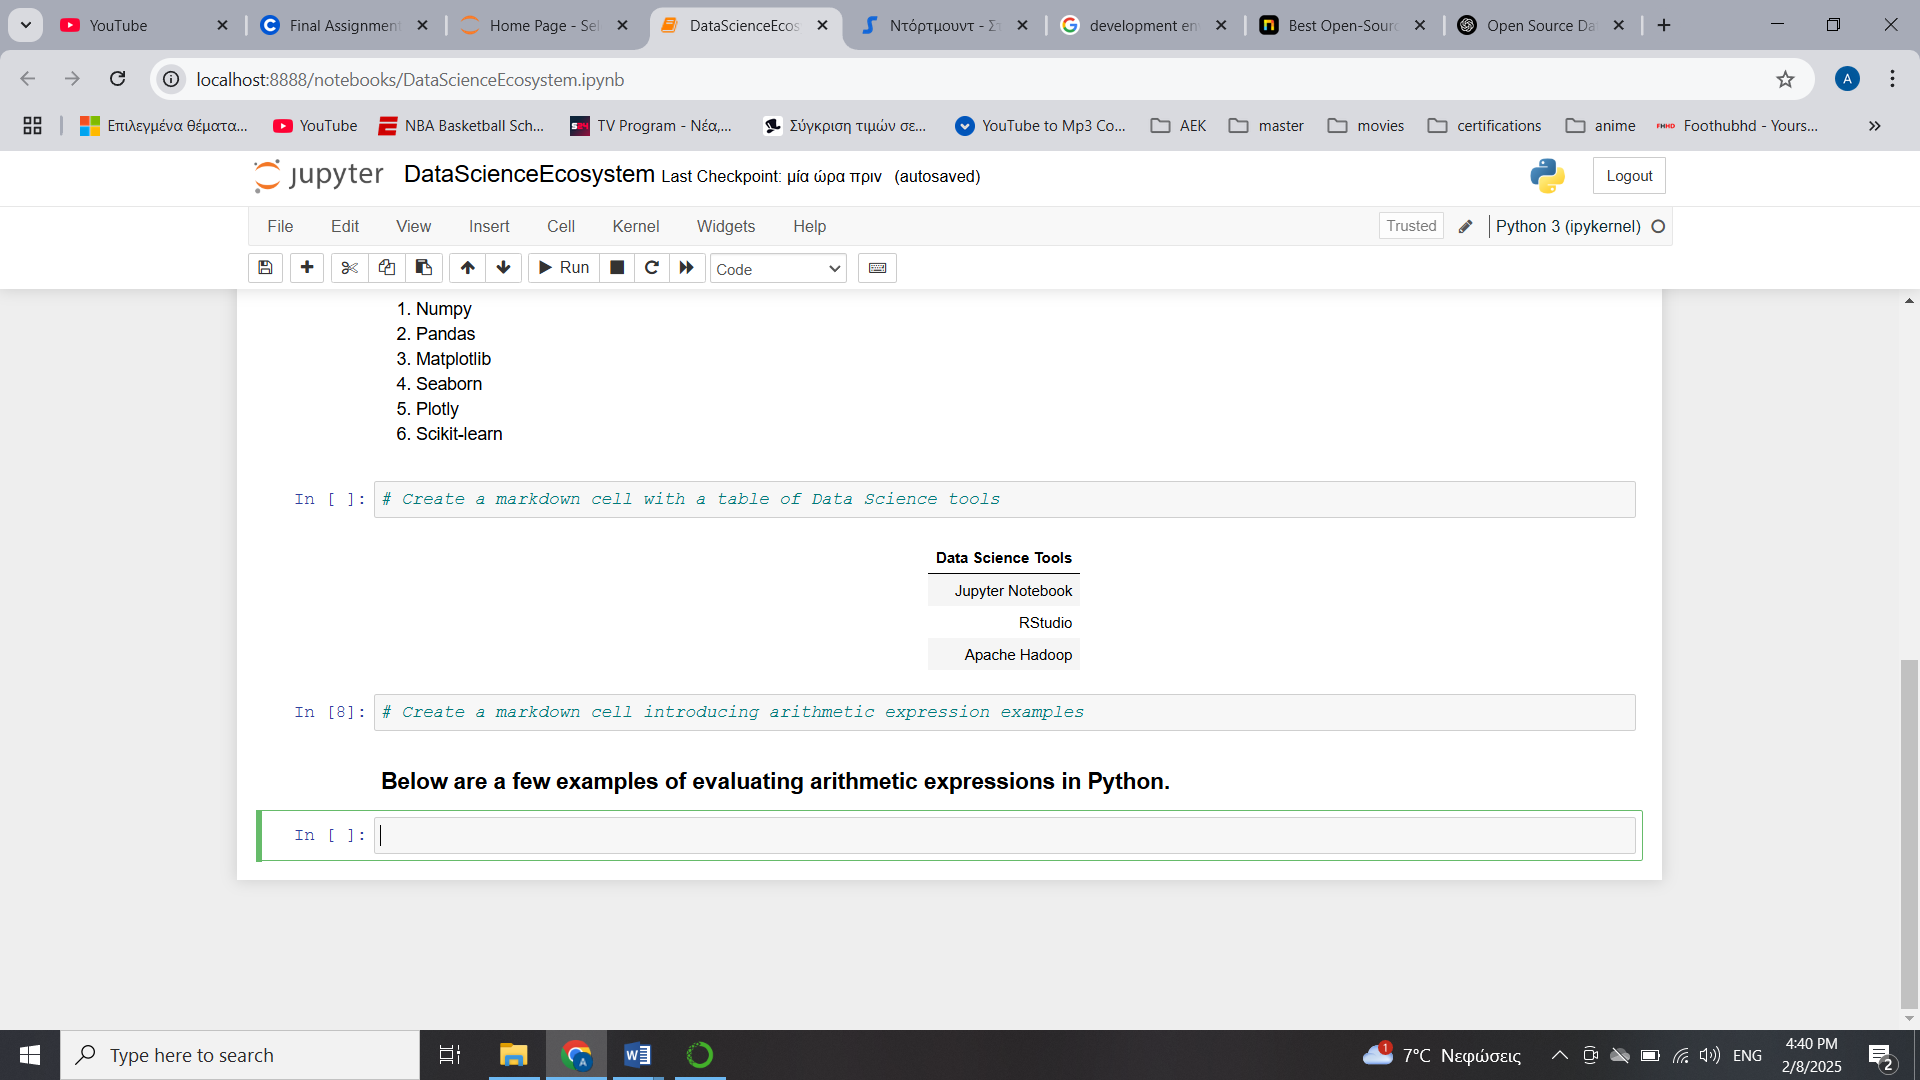 YouTube
Final Assignment
Home Page - Sel
DataScienceEcos
Ντόρτμουντ - Στ
development en
Best Open-Sourc
Open Source Da
localhost:8888/notebooks/DataScienceEcosystem.ipynb
A
Επιλεγμένα θέματα...
YouTube
NBA Basketball Sch...
TV Program - Νέα,...
Σύγκριση τιμών σε...
YouTube to Mp3 Co...
AEK
master
movies
certifications
anime
Foothubhd - Yours...
jupyter DataScienceEcosystem Last Checkpoint: μία ώρα πριν (autosaved)
Logout
File Edit View Insert Cell Kernel Widgets Help
Trusted
Python 3 (ipykernel)
Run
Code
1. Numpy
2. Pandas
3. Matplotlib
4. Seaborn
5. Plotly
6. Scikit-learn
In [ ]: # Create a markdown cell with a table of Data Science tools
Data Science Tools
Jupyter Notebook
RStudio
Apache Hadoop
In [8]: # Create a markdown cell introducing arithmetic expression examples
Below are a few examples of evaluating arithmetic expressions in Python.
In [ ]:
Type here to search
1
7°C Νεφώσεις
ENG
4:40 PM
2/8/2025
2